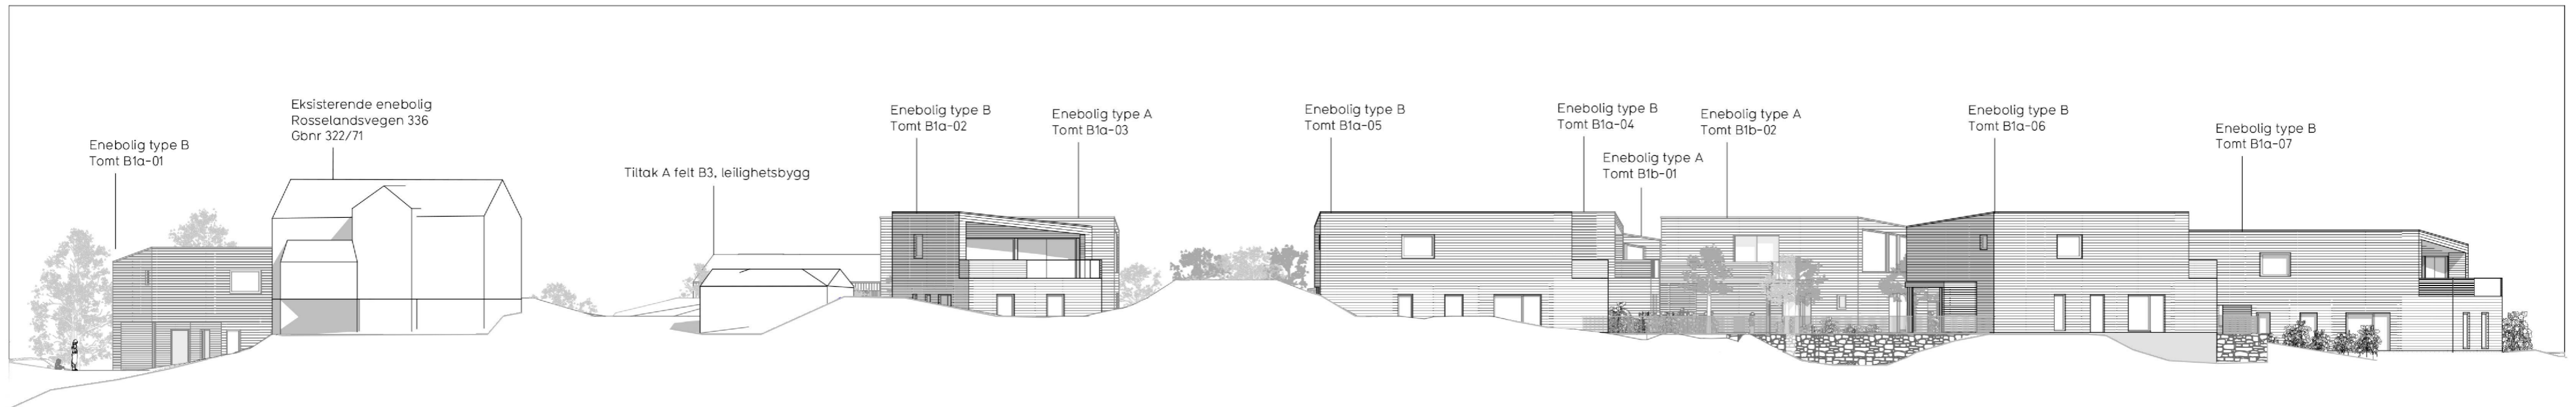 Enebolig type B
Tomt B1a-01
Eksisterende enebolig
Rosselandsvegen 336
Gbnr 322/71
Tiltak A felt B3, leilighetsbygg
Enebolig type B
Tomt B1a-02
Enebolig type A
Tomt B1a-03
Enebolig type B
Tomt B1a-05
Enebolig type B
Tomt B1a-04
Enebolig type A
Tomt B1b-01
Enebolig type A
Tomt B1b-02
Enebolig type B
Tomt B1a-06
Enebolig type B
Tomt B1a-07